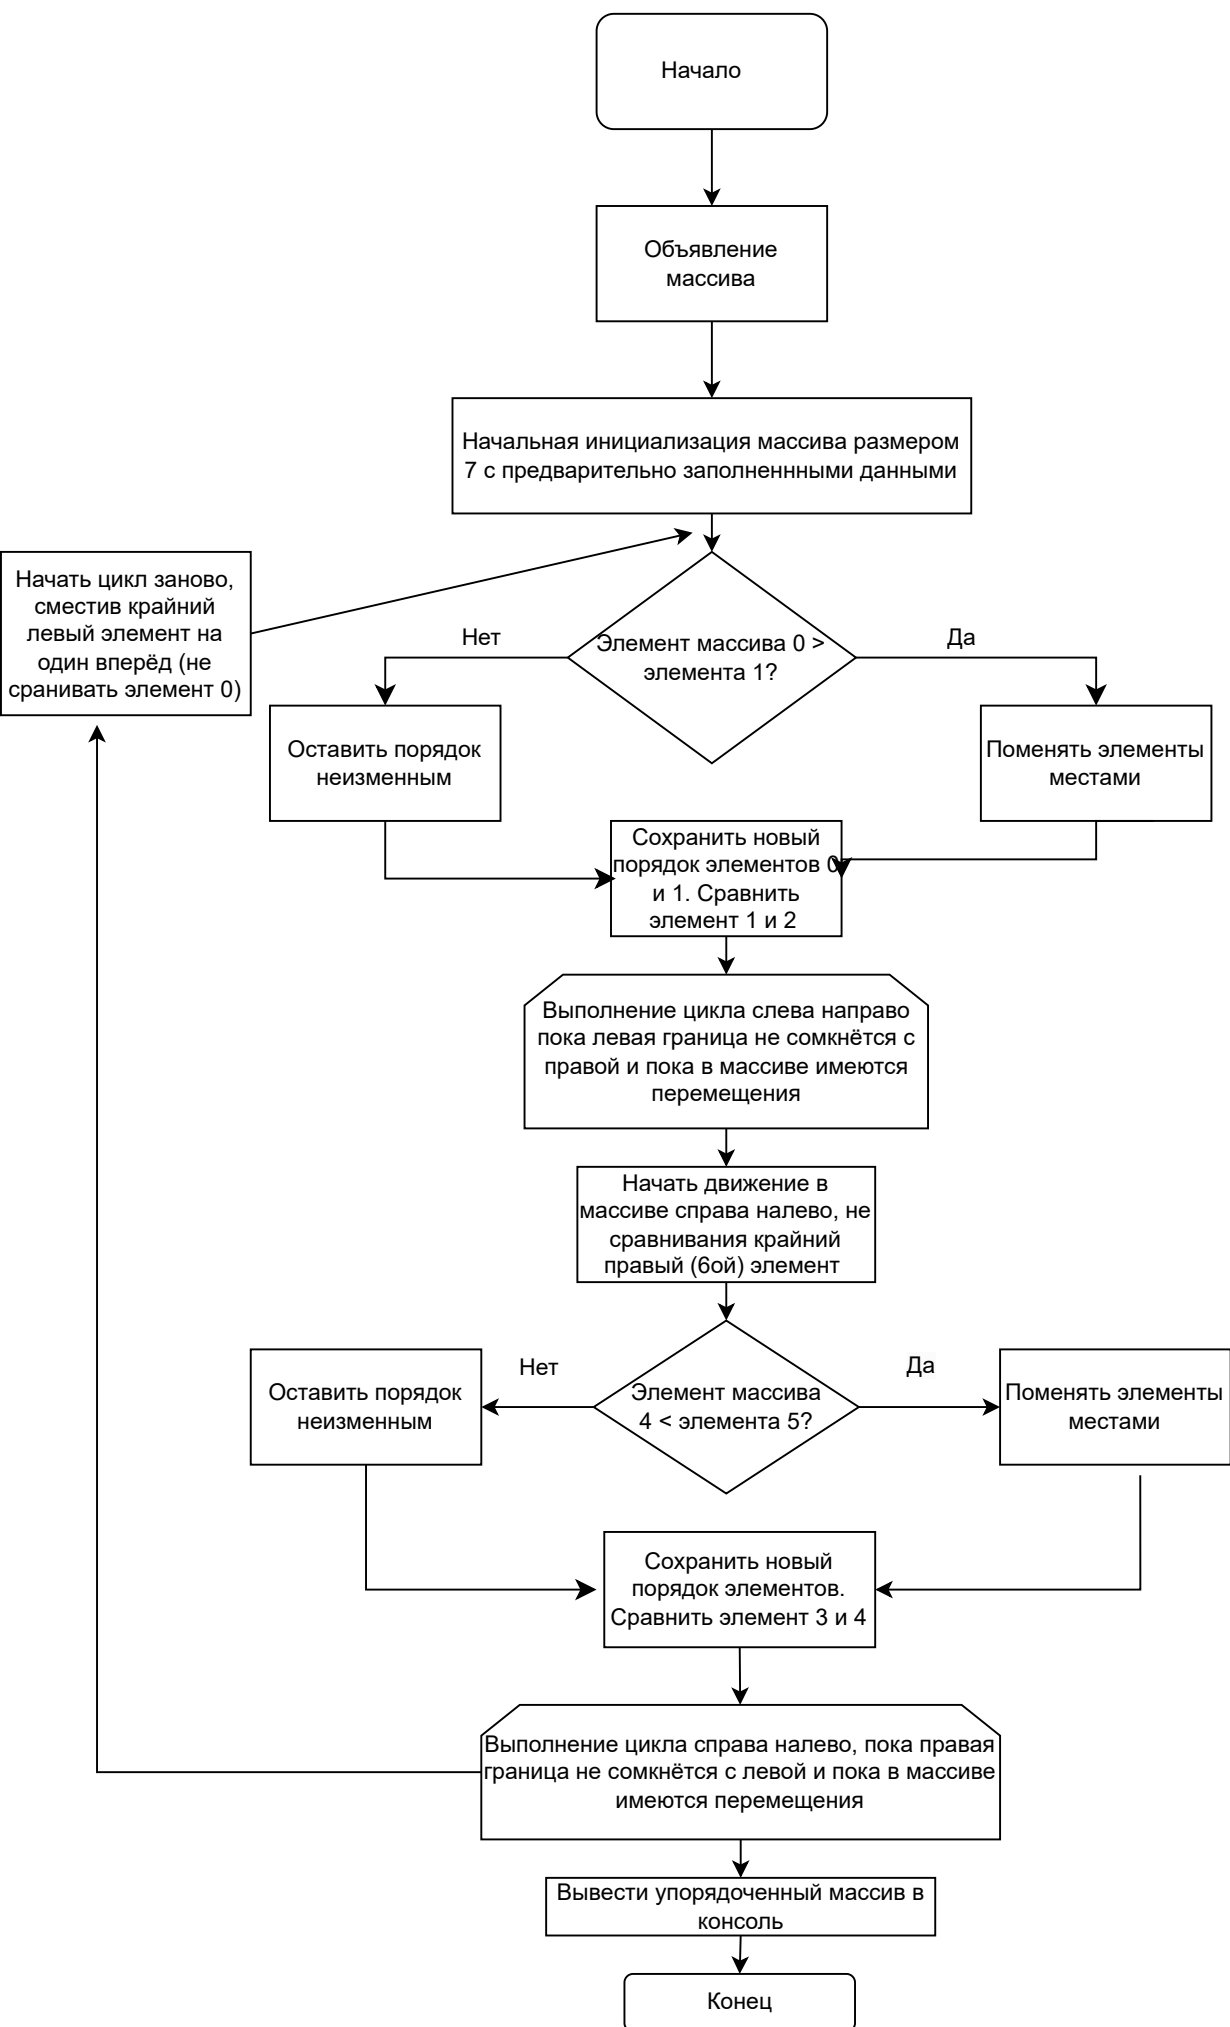 Начало
Объявление
массива
Начальная инициализация массива размером
7 с предварительно заполненнными данными
Начать цикл заново,
сместив крайний
левый элемент на
один вперёд (не
сранивать элемент 0)
Нет
Элемент массива 0 >
элемента 1?
Да
Оставить порядок
неизменным
Поменять элементы
местами
Сохранить новый
порядок элементов 0
и 1. Сравнить
элемент 1 и 2
Выполнение цикла слева направо
пока левая граница не сомкнётся с
правой и пока в массиве имеются
перемещения
Начать движение в
массиве справа налево, не
сравнивания крайний
правый (6ой) элемент
Нет
Элемент массива
4 < элемента 5?
Да
Оставить порядок
неизменным
Поменять элементы
местами
Сохранить новый
порядок элементов.
Сравнить элемент 3 и 4
Выполнение цикла справа налево, пока правая
граница не сомкнётся с левой и пока в массиве
имеются перемещения
Вывести упорядоченный массив в
консоль
Конец